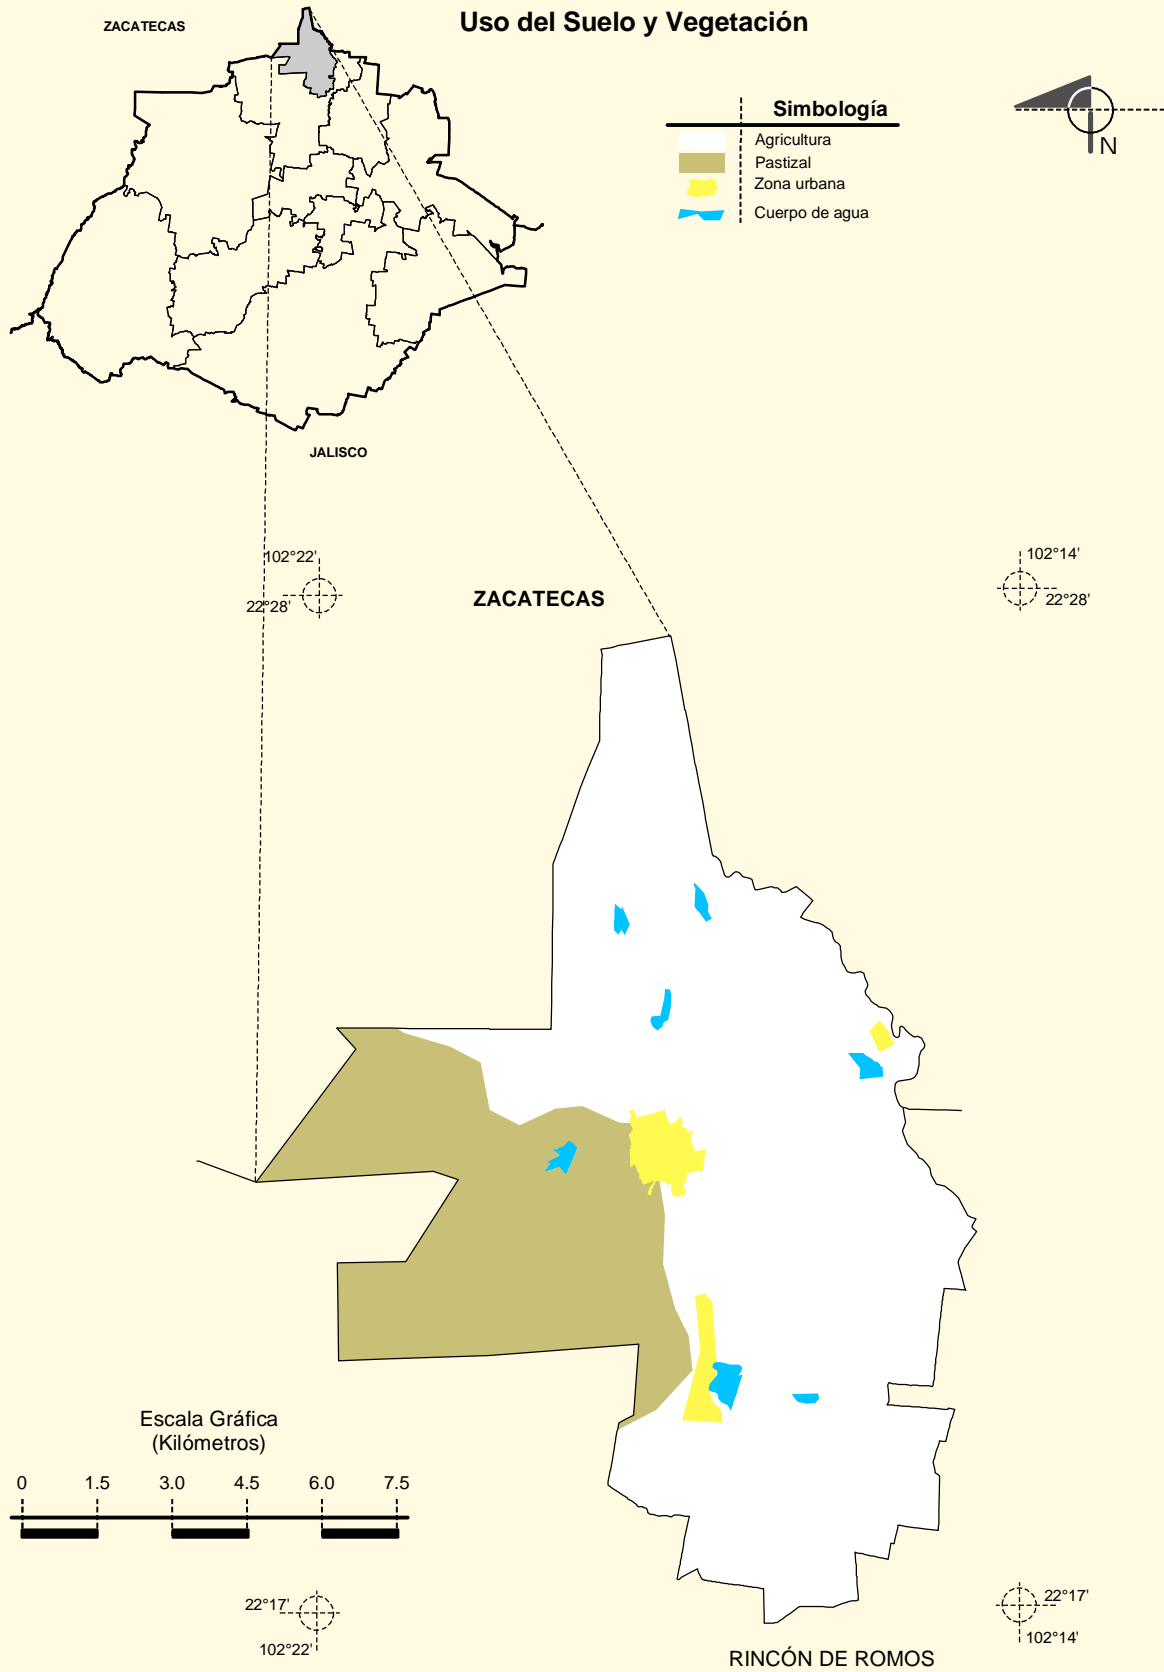 Uso del Suelo y Vegetación
ZACATECAS
Simbología
Agricultura
Pastizal
Zona urbana
Cuerpo de agua
N
JALISCO
102°22'
22°28'
ZACATECAS
102°14'
22°28'
Escala Gráfica
(Kilómetros)
0 1.5 3.0 4.5 6.0 7.5
22°17'
102°22'
22°17'
102°14'
RINCÓN DE ROMOS